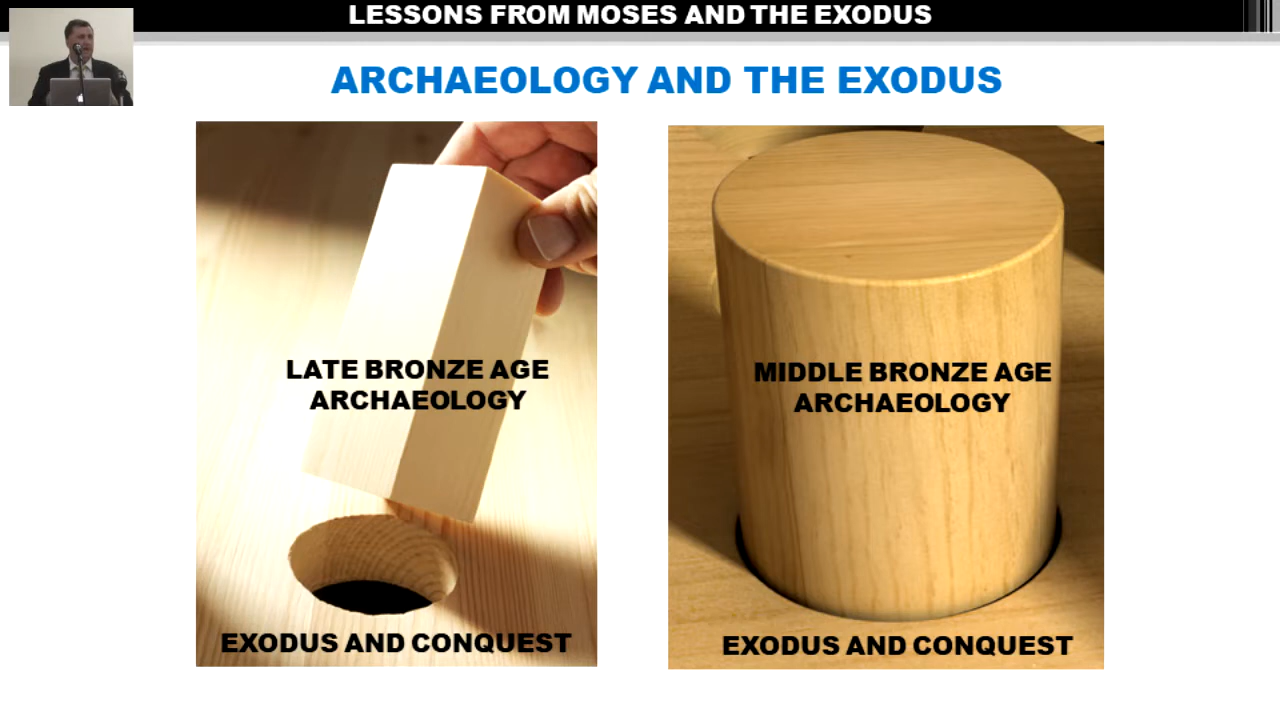 LESSONS FROM MOSES AND THE EXODUS
ARCHAEOLOGY AND THE EXODUS
LATE BRONZE AGE
ARCHAEOLOGY
EXODUS AND CONQUEST
MIDDLE BRONZE AGE
ARCHAEOLOGY
EXODUS AND CONQUEST